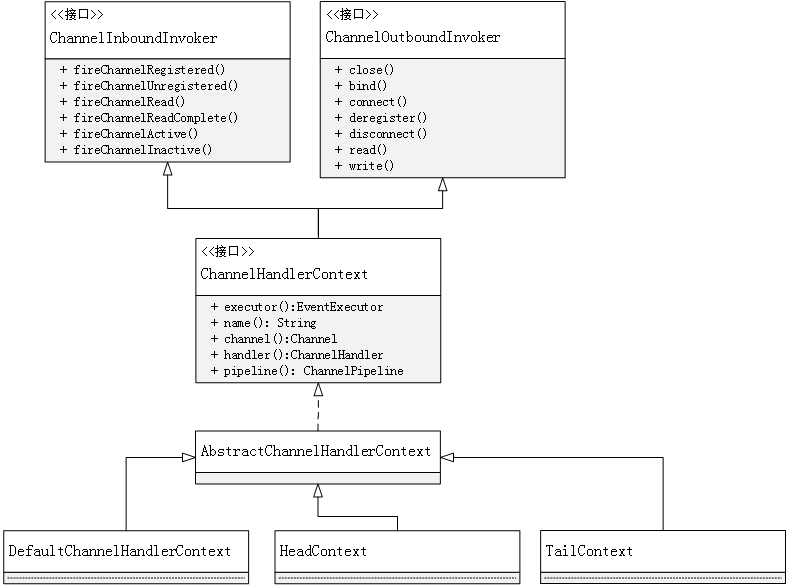 <<接口>>
ChannelInboundInvoker
+ fireChannelRegistered()
+ fireChannelUnregistered()
+ fireChannelRead()
+ fireChannelReadComplete()
+ fireChannelActive()
+ fireChannelInactive()
<<接口>>
ChannelOutboundInvoker
+ close()
+ bind()
+ connect()
+ deregister()
+ disconnect()
+ read()
+ write()
<<接口>>
ChannelHandlerContext
+ executor():EventExecutor
+ name(): String
+ channel():Channel
+ handler():ChannelHandler
+ pipeline(): ChannelPipeline
AbstractChannelHandlerContext
DefaultChannelHandlerContext
HeadContext
TailContext